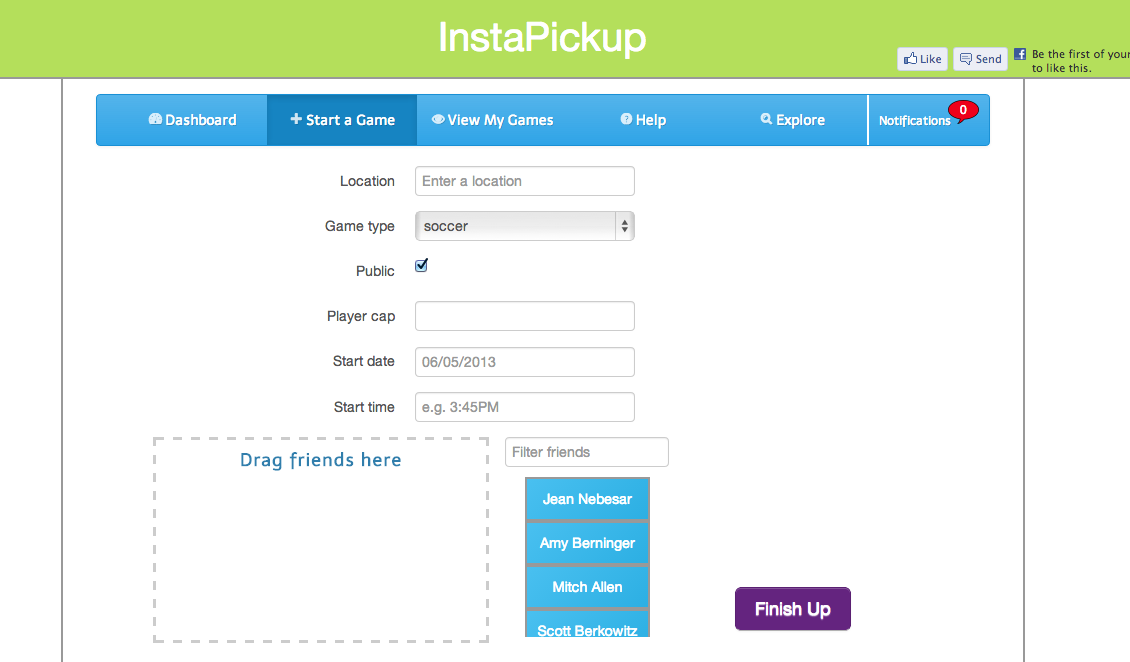 InstaPickup
Like
Send
Be the first of your
to like this.
Dashboard
Start a Game
View My Games
Help
Explore
Notifications
0
Location
Enter a location
Game type
soccer
Public
Player cap
Start date
06/05/2013
Start time
e.g. 3:45PM
Drag friends here
Filter friends
Jean Nebesar
Amy Berninger
Mitch Allen
Scott Berkowitz
Finish Up